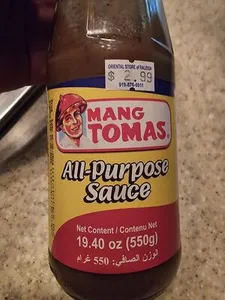 ORIENTAL STORE of RALEIGH
$ 2.99
MANG
TOMAS
All-Purpose
Sauce
Net Content / Contenu Net
19.40 oz (550g)
الوزن الصافي: 550 غرام